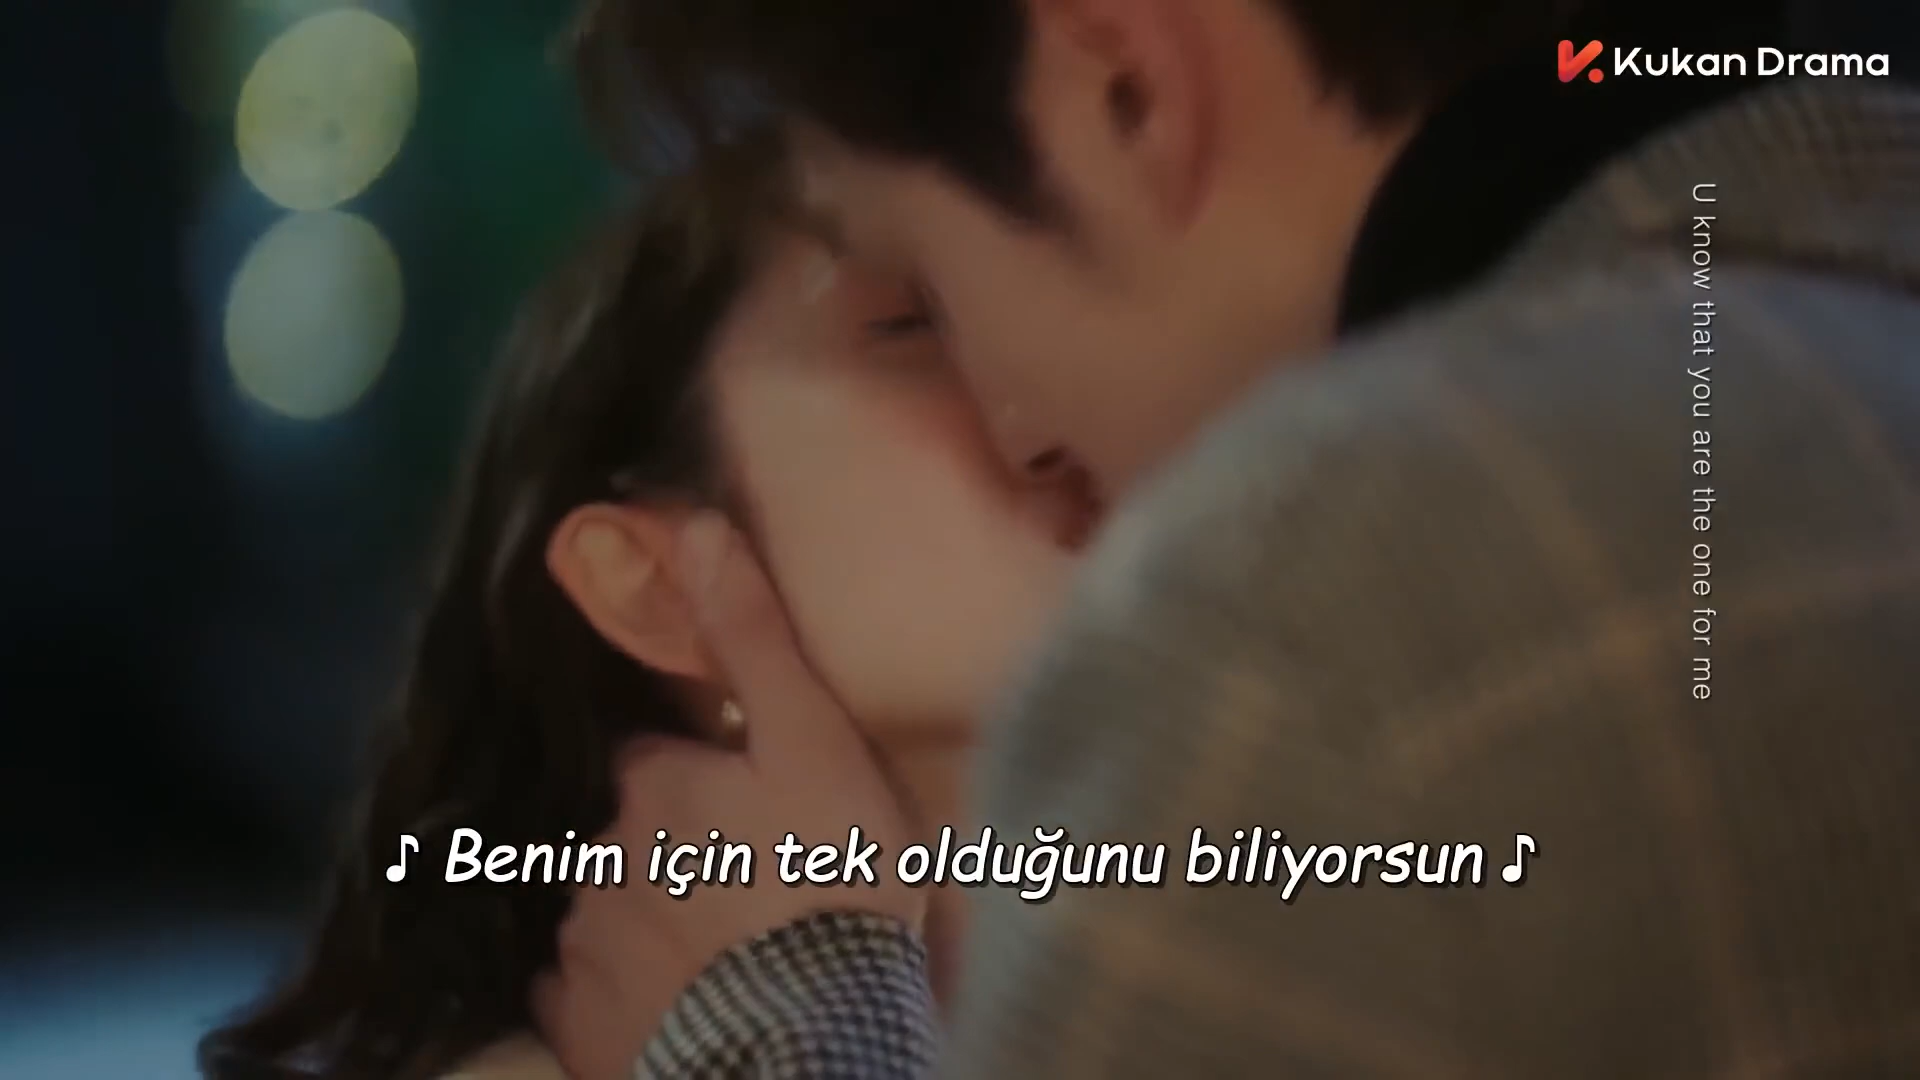 Kukan Drama
U know that you are the one for me
♪ Benim için tek olduğunu biliyorsun ♪